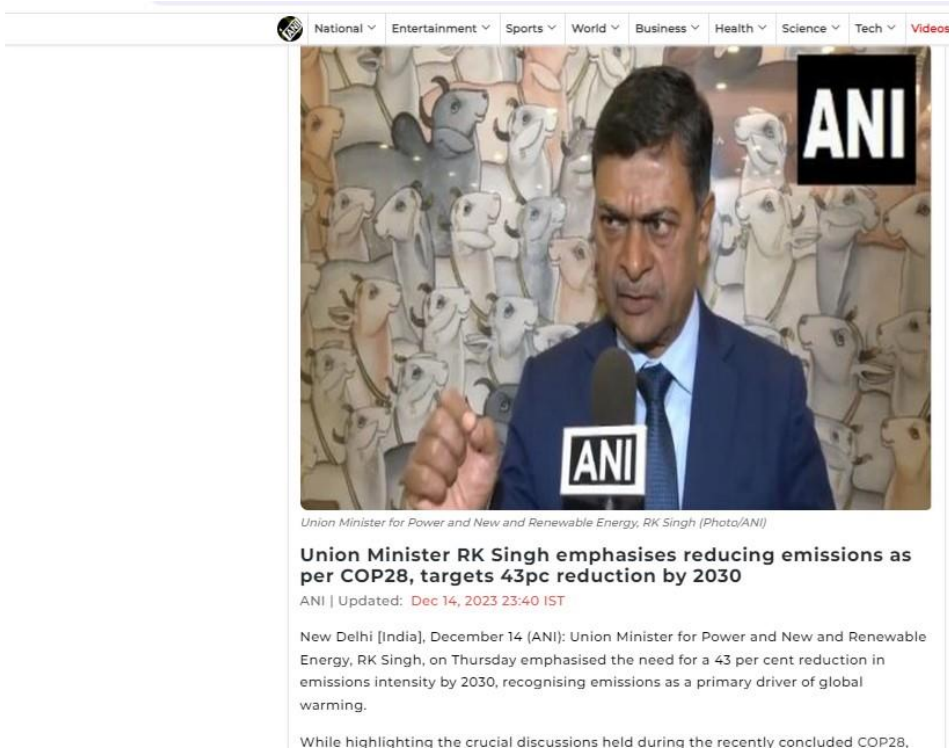 ANI
National
Entertainment
Sports
World
Business
Health
Science
Tech
Videos
ANI
ANI
Union Minister for Power and New and Renewable Energy, RK Singh (Photo/ANI)
Union Minister RK Singh emphasises reducing emissions as
per COP28, targets 43pc reduction by 2030
ANI | Updated: Dec 14, 2023 23:40 IST
New Delhi [India], December 14 (ANI): Union Minister for Power and New and Renewable
Energy, RK Singh, on Thursday emphasised the need for a 43 per cent reduction in
emissions intensity by 2030, recognising emissions as a primary driver of global
warming.
While highlighting the crucial discussions held during the recently concluded COP28,